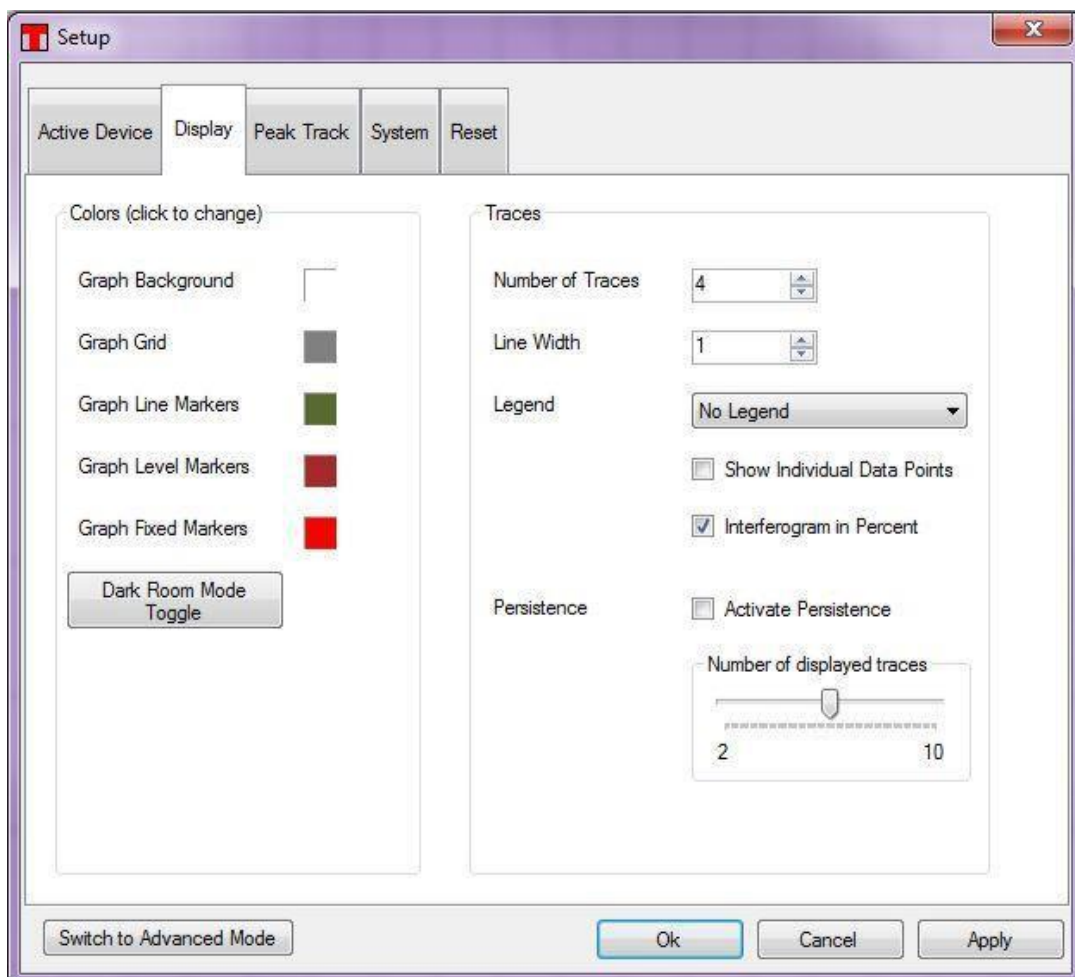 Setup
Active Device
Display
Peak Track
System
Reset
Colors (click to change)
Graph Background
Graph Grid
Graph Line Markers
Graph Level Markers
Graph Fixed Markers
Dark Room Mode
Toggle
Traces
Number of Traces
4
Line Width
1
Legend
No Legend
Show Individual Data Points
Interferogram in Percent
Persistence
Activate Persistence
Number of displayed traces
2
10
Switch to Advanced Mode
Ok
Cancel
Apply